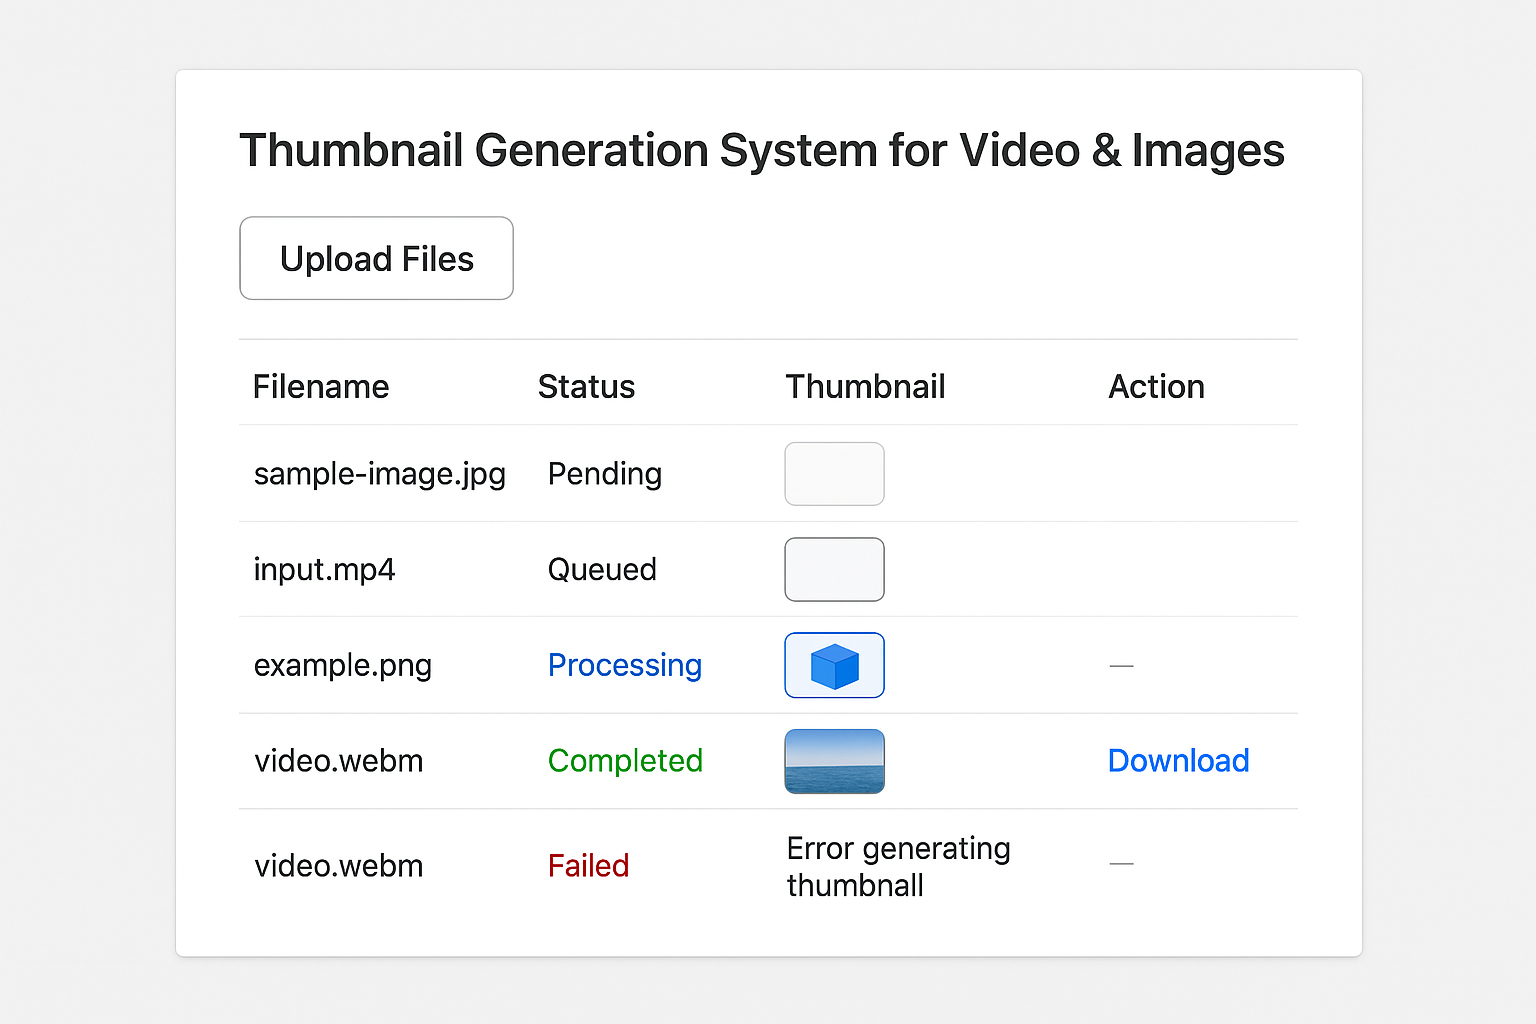 Thumbnail Generation System for Video & Images
Upload Files
Filename Status Thumbnail Action
sample-image.jpg Pending
input.mp4 Queued
example.png Processing —
video.webm Completed Download
video.webm Failed Error generating —
thumbnall